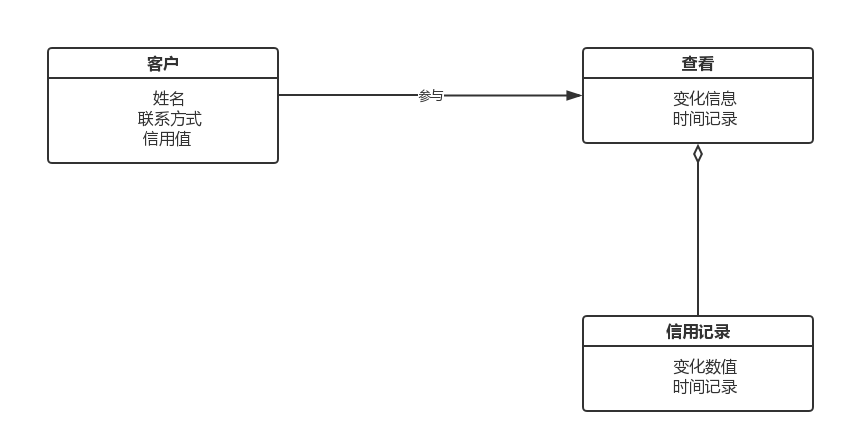 客户
姓名
联系方式
信用值
参与
查看
变化信息
时间记录
信用记录
变化数值
时间记录